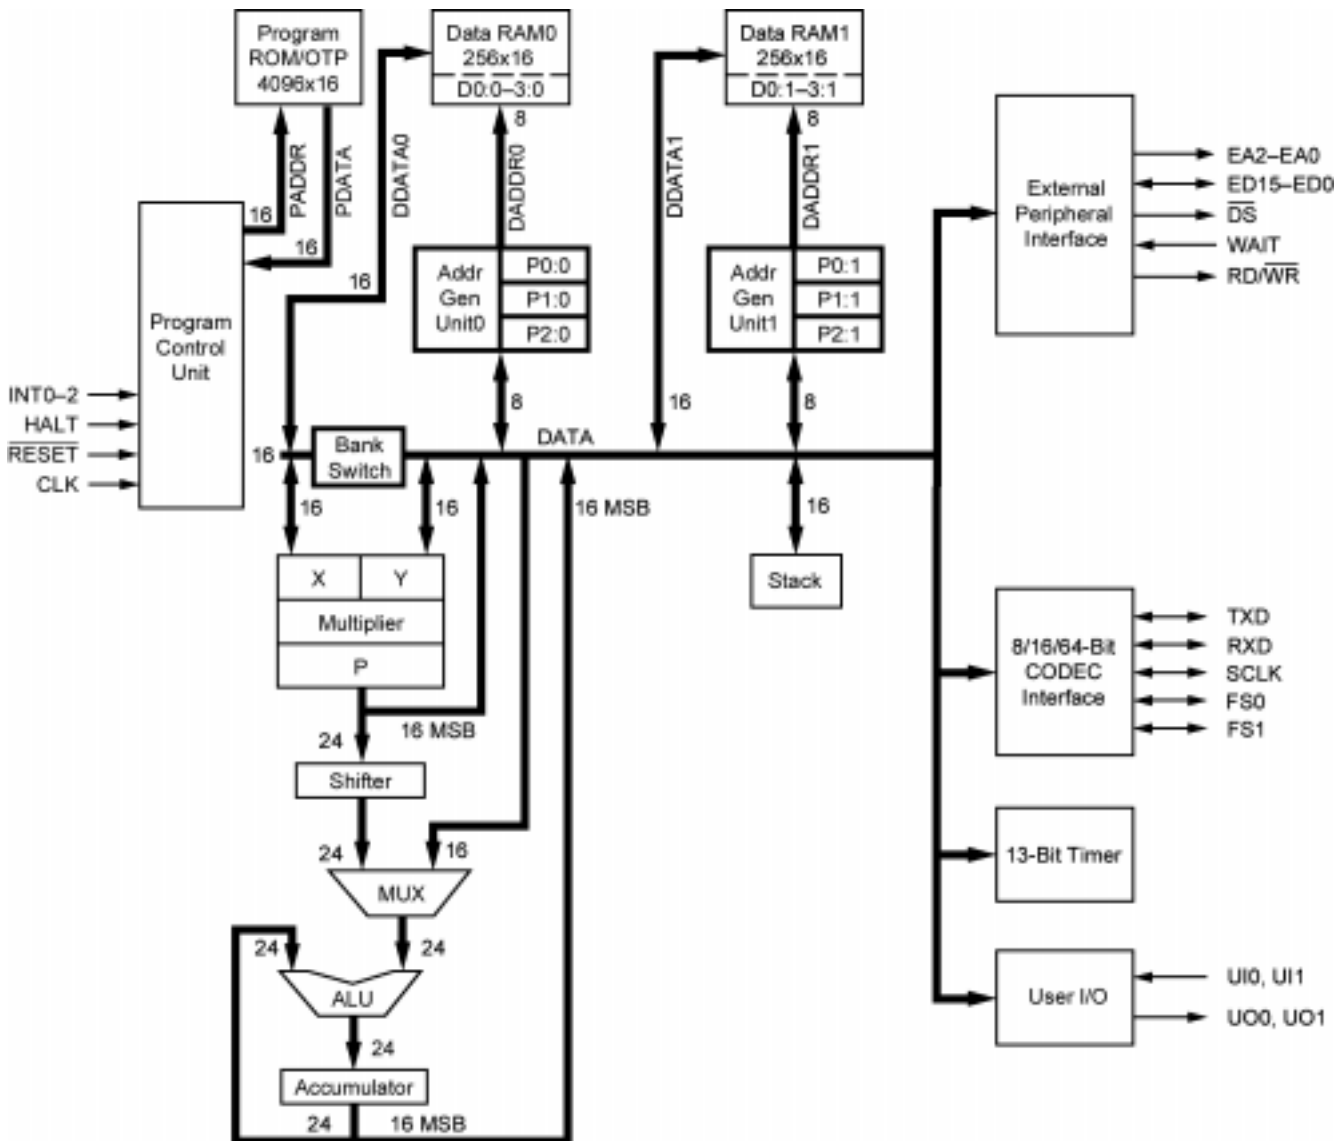 Program
ROM/OTP
4096x16
Data RAM0
256x16
D0:0–3:0
Data RAM1
256x16
D0:1–3:1
8
8
PADDR
PDATA
DDATA0
DADDR0
DDATA1
DADDR1
16
16
16
Program
Control
Unit
INT0–2
HALT
RESET
CLK
Addr
Gen
Unit0
P0:0
P1:0
P2:0
Addr
Gen
Unit1
P0:1
P1:1
P2:1
External
Peripheral
Interface
EA2–EA0
ED15–ED0
DS
WAIT
RD/WR
8
16
8
16
Bank
Switch
DATA
16
16
16 MSB
16
X
Y
Multiplier
P
Stack
24
16 MSB
Shifter
24
16
MUX
24
24
ALU
24
Accumulator
24
16 MSB
8/16/64-Bit
CODEC
Interface
TXD
RXD
SCLK
FS0
FS1
13-Bit Timer
User I/O
UI0, UI1
UO0, UO1